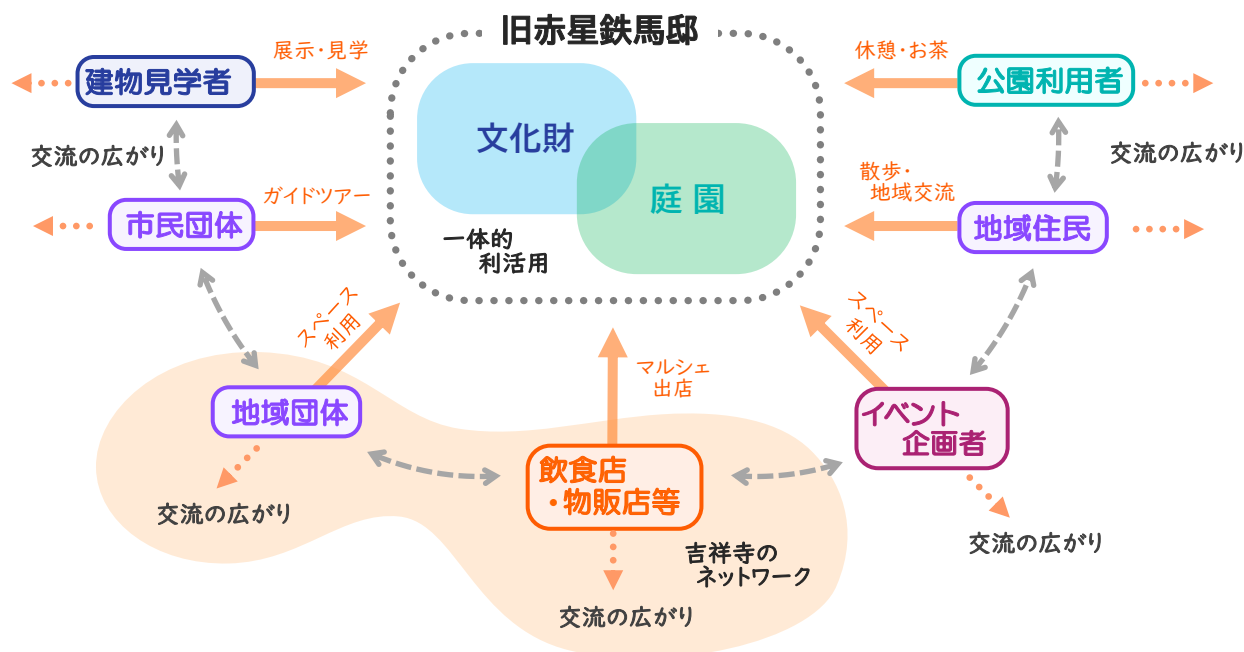 旧赤星鉄馬邸
展示・見学
休憩・お茶
建物見学者
公園利用者
文化財
交流の広がり
交流の広がり
散歩・
地域交流
ガイドツアー
庭園
市民団体
地域住民
一体的
利活用
スペース
利用
スペース
利用
マルシェ
出店
地域団体
イベント
企画者
飲食店
・物販店等
交流の広がり
交流の広がり
吉祥寺の
ネットワーク
交流の広がり